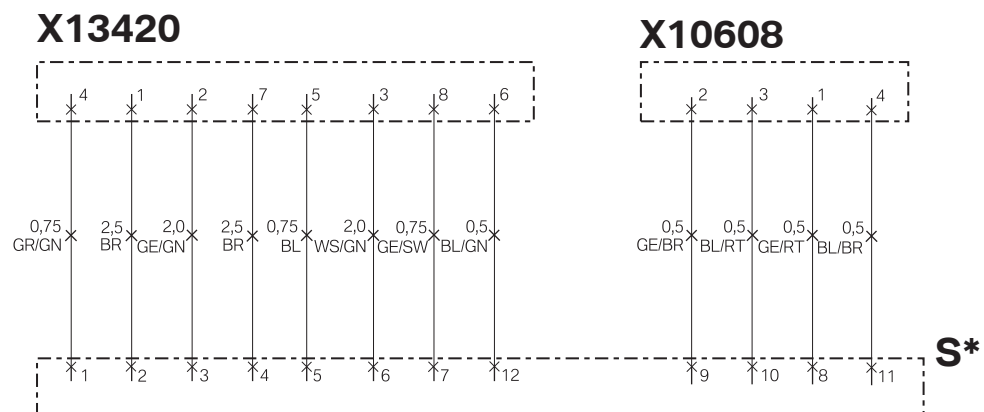 X13420 X10608
4 1 2 7 5 3 8 6 2 3 1 4
0,75 2,5 2,0 2,5 0,75 2,0 0,75 0,5 0,5 0,5 0,5 0,5
GR/GN BR GE/GN BR BL WS/GN GE/SW BL/GN GE/BR BL/RT GE/RT BL/BR
S*
1 2 3 4 5 6 7 12 9 10 8 11